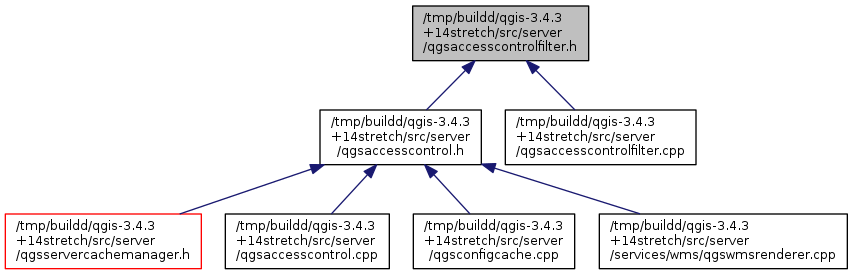 /tmp/buildd/qgis-3.4.3
+14stretch/src/server
/qgsaccesscontrolfilter.h
/tmp/buildd/qgis-3.4.3
+14stretch/src/server
/qgsaccesscontrol.h
/tmp/buildd/qgis-3.4.3
+14stretch/src/server
/qgsaccesscontrolfilter.cpp
/tmp/buildd/qgis-3.4.3
+14stretch/src/server
/qgsservercachemanager.h
/tmp/buildd/qgis-3.4.3
+14stretch/src/server
/qgsaccesscontrol.cpp
/tmp/buildd/qgis-3.4.3
+14stretch/src/server
/qgsconfigcache.cpp
/tmp/buildd/qgis-3.4.3
+14stretch/src/server
/services/wms/qgswmsrenderer.cpp